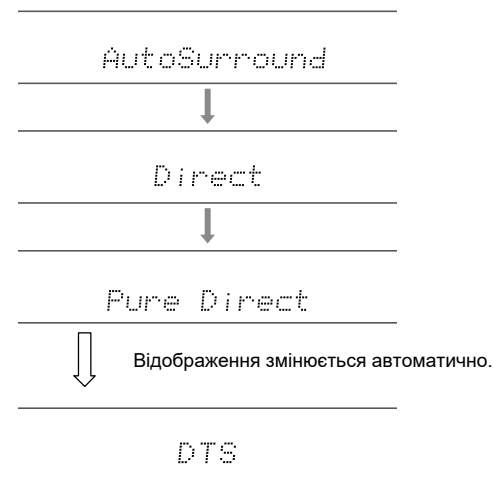 AutoSurround
Direct
Pure Direct
Відображення змінюється автоматично.
DTS